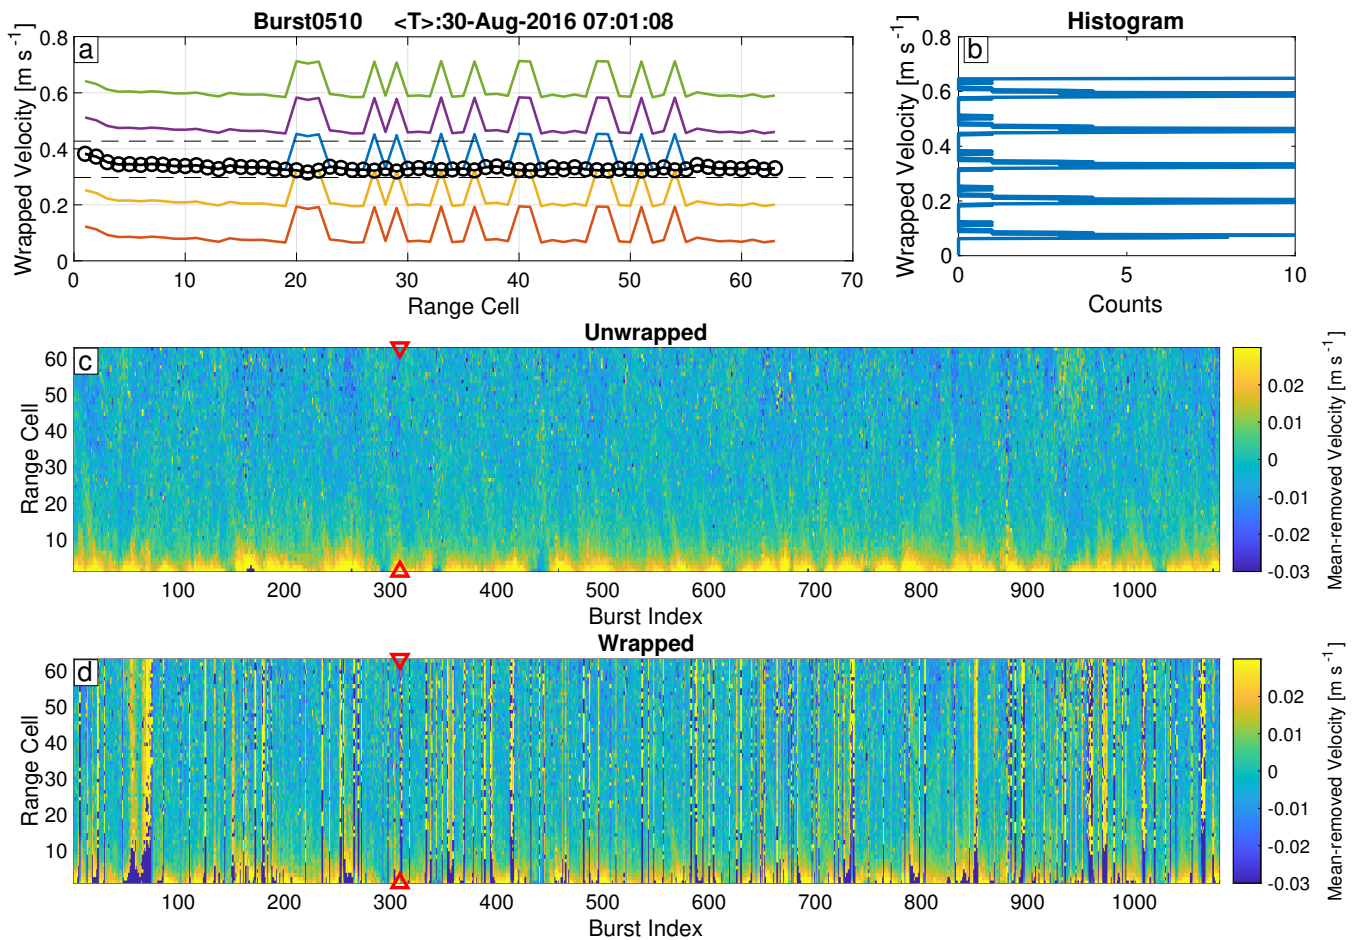 Burst0510 <T>:30-Aug-2016 07:01:08
a
Wrapped Velocity [m s⁻¹]
0.8
0.6
0.4
0.2
0
0 10 20 30 40 50 60 70
Range Cell
Histogram
b
Wrapped Velocity [m s⁻¹]
0.8
0.6
0.4
0.2
0
0 5 10
Counts
Unwrapped
c
Range Cell
60
50
40
30
20
10
100 200 300 400 500 600 700 800 900 1000
Burst Index
0.02
0.01
0
-0.01
-0.02
-0.03
Mean-removed Velocity [m s⁻¹]
Wrapped
d
Range Cell
60
50
40
30
20
10
100 200 300 400 500 600 700 800 900 1000
Burst Index
0.02
0.01
0
-0.01
-0.02
-0.03
Mean-removed Velocity [m s⁻¹]